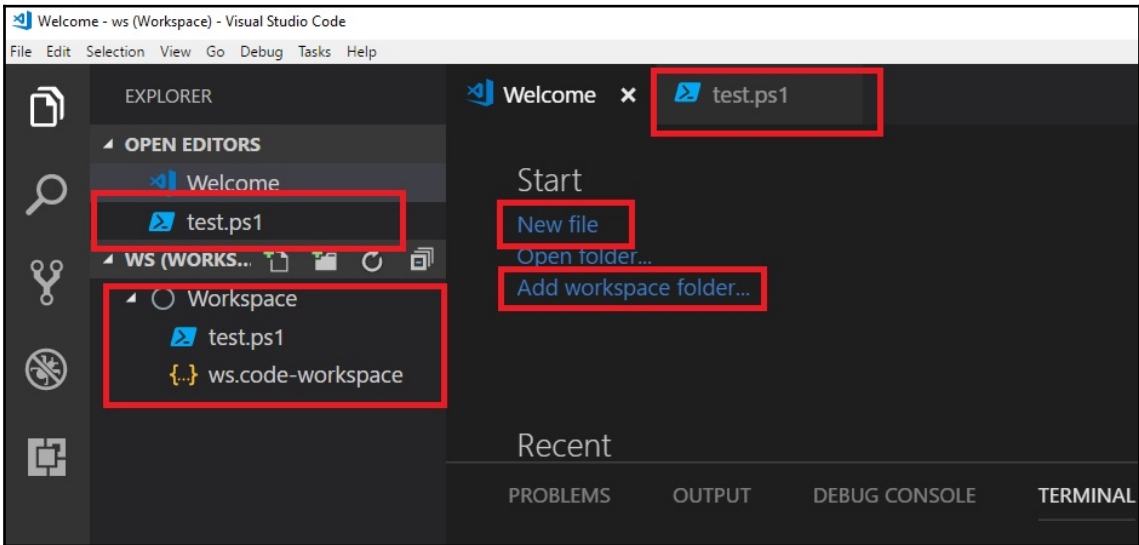 Welcome - ws (Workspace) - Visual Studio Code
File Edit Selection View Go Debug Tasks Help
EXPLORER
OPEN EDITORS
Welcome
test.ps1
WS (WORKS...
Workspace
test.ps1
{..} ws.code-workspace
Welcome
test.ps1
Start
New file
Open folder...
Add workspace folder...
Recent
PROBLEMS OUTPUT DEBUG CONSOLE TERMINAL